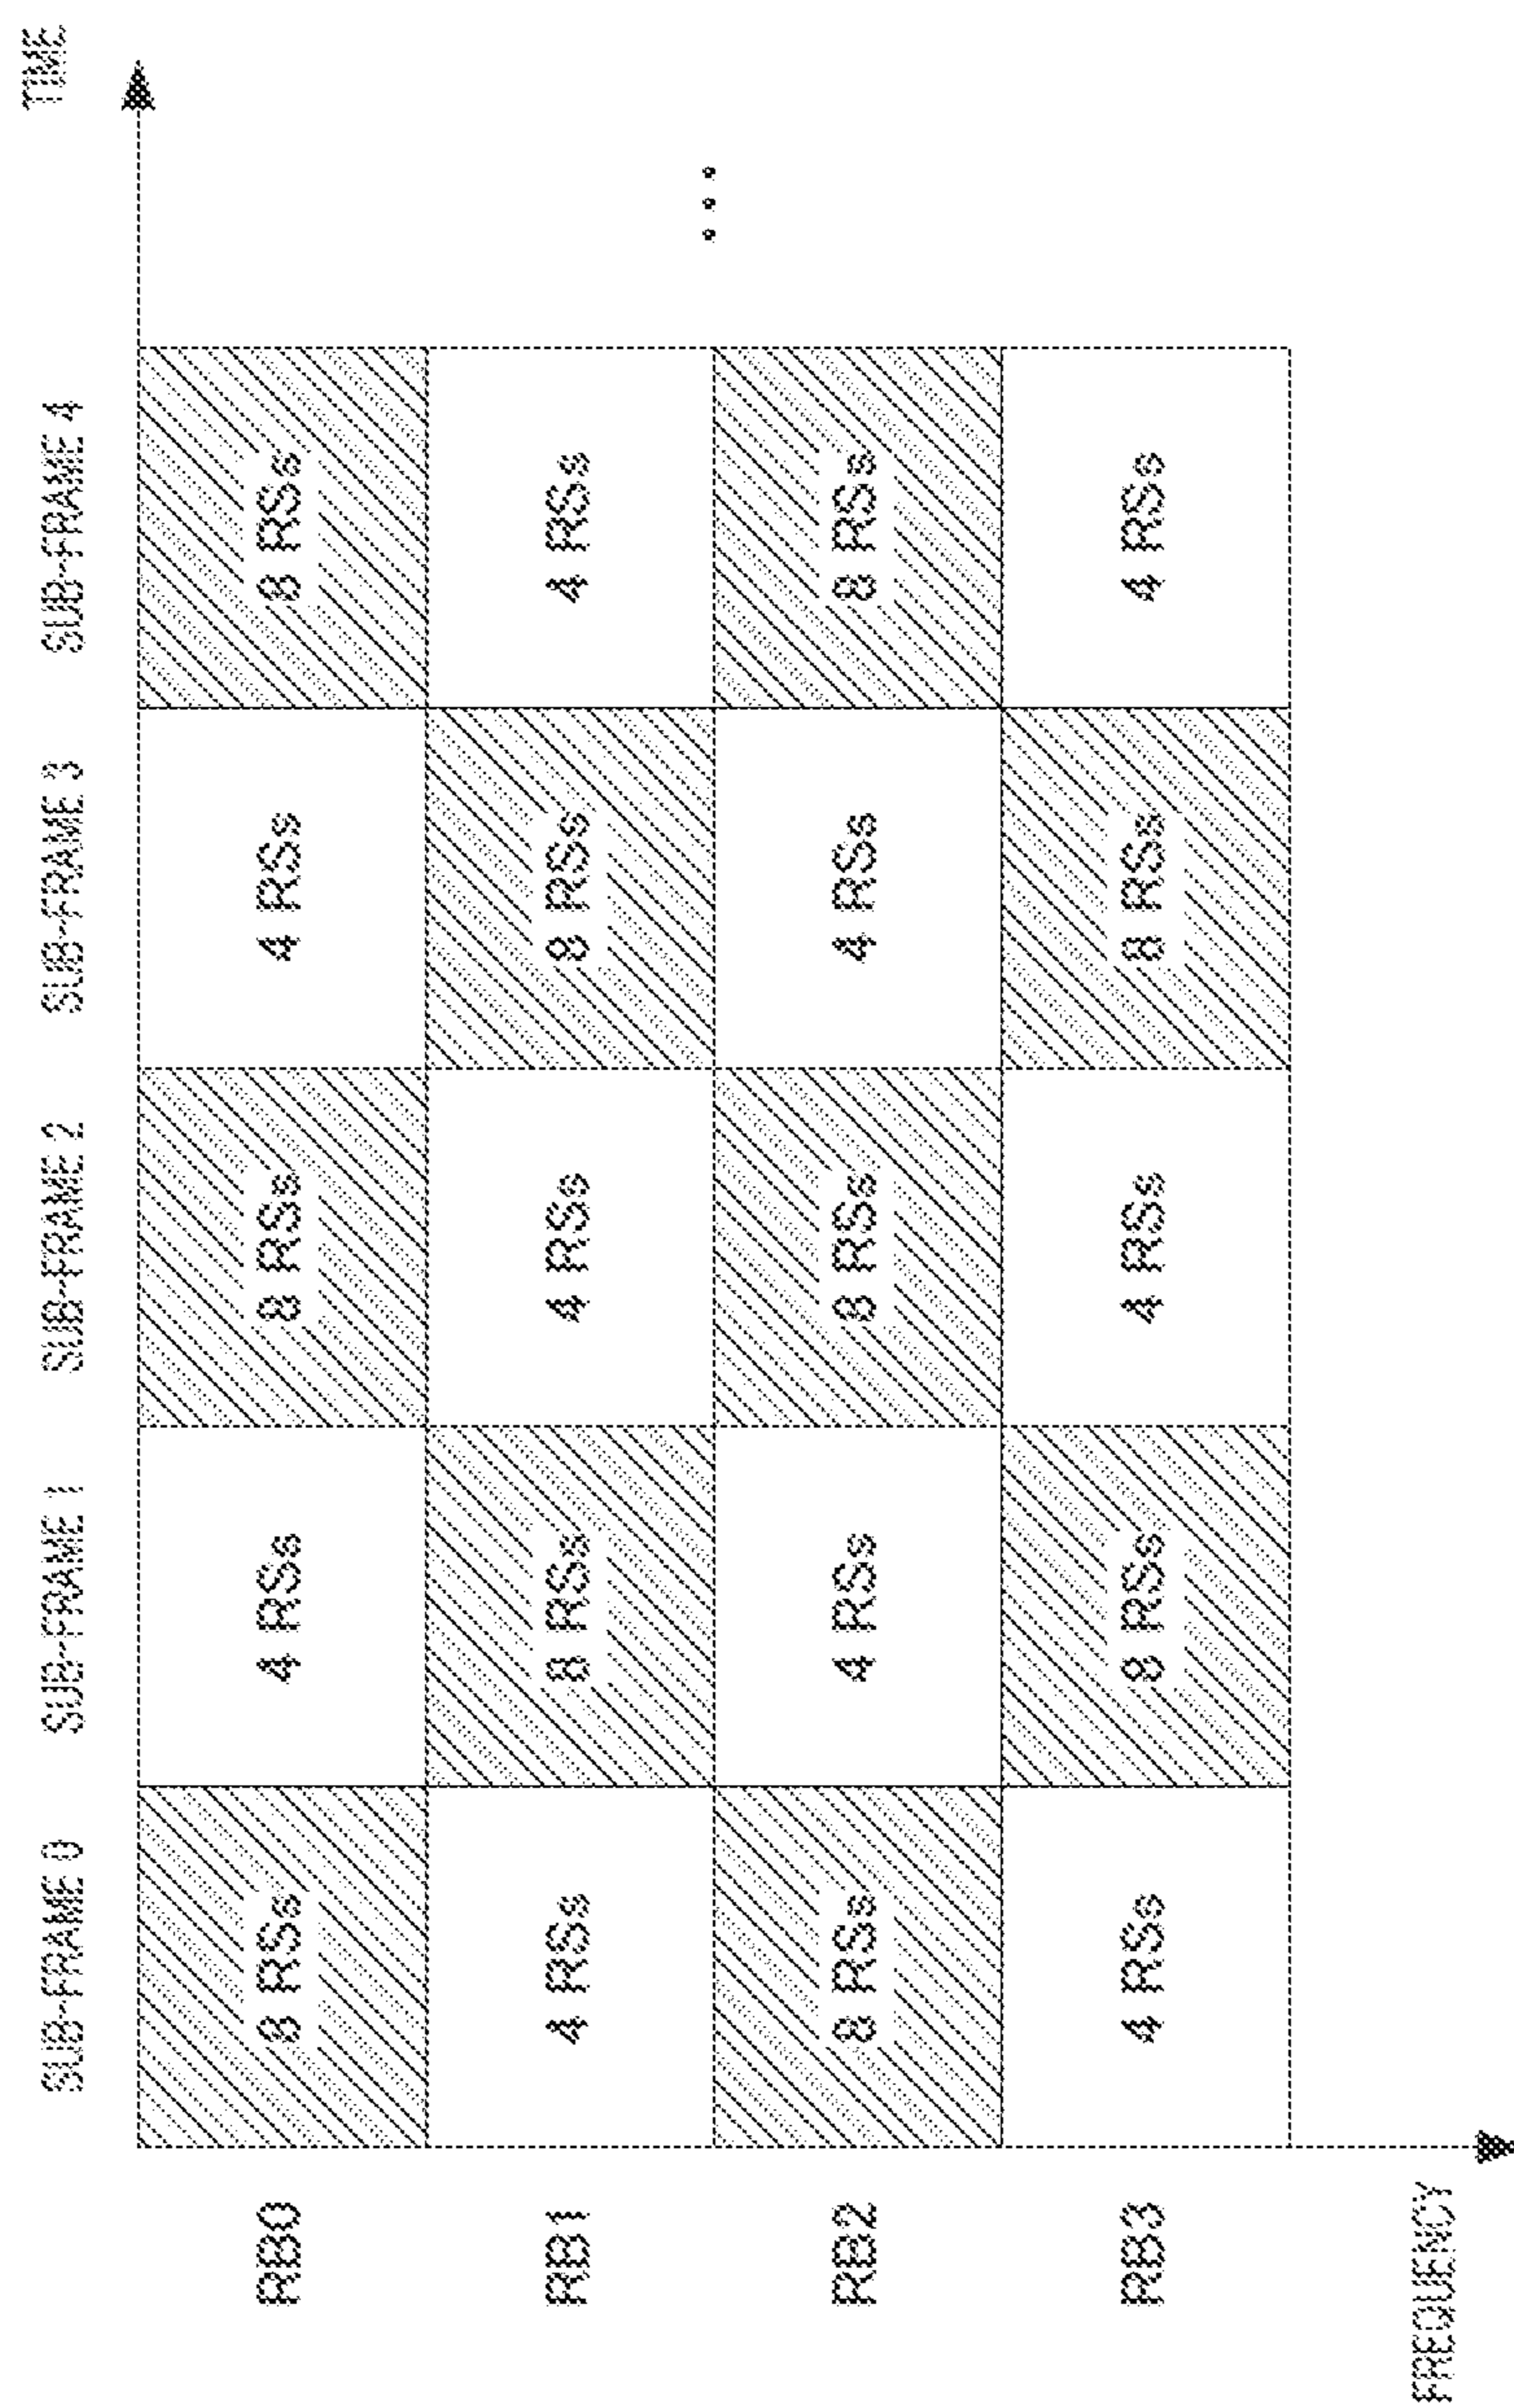 TIME
SUB-FRAME 0 SUB-FRAME 1 SUB-FRAME 2 SUB-FRAME 3 SUB-FRAME 4
RB0 8 RSs 4 RSs 8 RSs 4 RSs 8 RSs
RB1 4 RSs 8 RSs 4 RSs 8 RSs 4 RSs
RB2 8 RSs 4 RSs 8 RSs 4 RSs 8 RSs
RB3 4 RSs 8 RSs 4 RSs 8 RSs 4 RSs
FREQUENCY